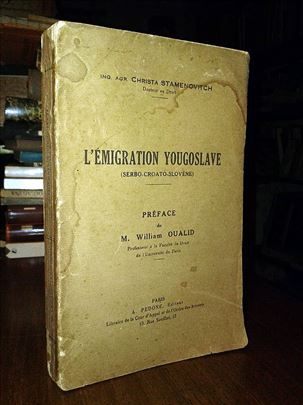 ING. AGR. CHRISTA STAMENOVITCH
Docteur en Droit
L'ÉMIGRATION YOUGOSLAVE
(SERBO-CROATO-SLOVÈNE)
PRÉFACE
de
M. William OUALID
Professeur à la Faculté de Droit
de l'Université de Paris
PARIS
A. PEDONE, Éditeur
Libraire de la Cour d'Appel et de l'Ordre des Avocats
13, Rue Soufflot, 13